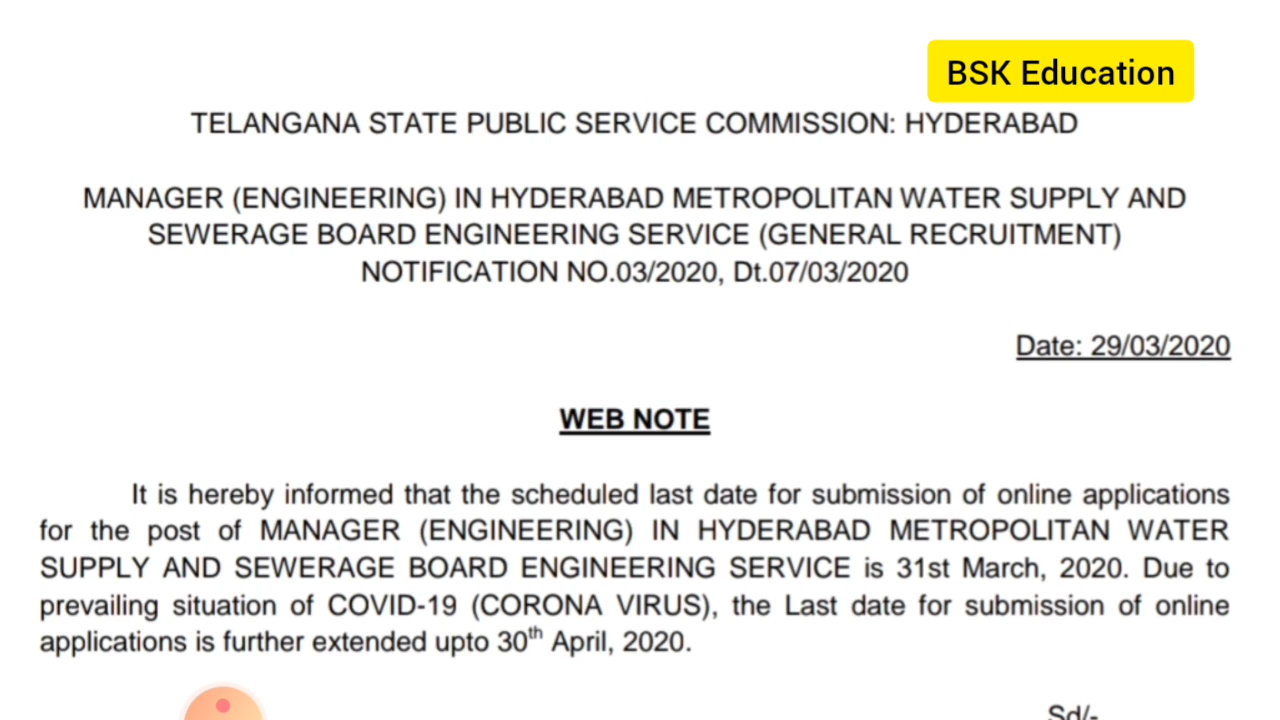 BSK Education
TELANGANA STATE PUBLIC SERVICE COMMISSION: HYDERABAD
MANAGER (ENGINEERING) IN HYDERABAD METROPOLITAN WATER SUPPLY AND
SEWERAGE BOARD ENGINEERING SERVICE (GENERAL RECRUITMENT)
NOTIFICATION NO.03/2020, Dt.07/03/2020
Date: 29/03/2020
WEB NOTE
It is hereby informed that the scheduled last date for submission of online applications
for the post of MANAGER (ENGINEERING) IN HYDERABAD METROPOLITAN WATER
SUPPLY AND SEWERAGE BOARD ENGINEERING SERVICE is 31st March, 2020. Due to
prevailing situation of COVID-19 (CORONA VIRUS), the Last date for submission of online
applications is further extended upto 30th April, 2020.
Sd/-